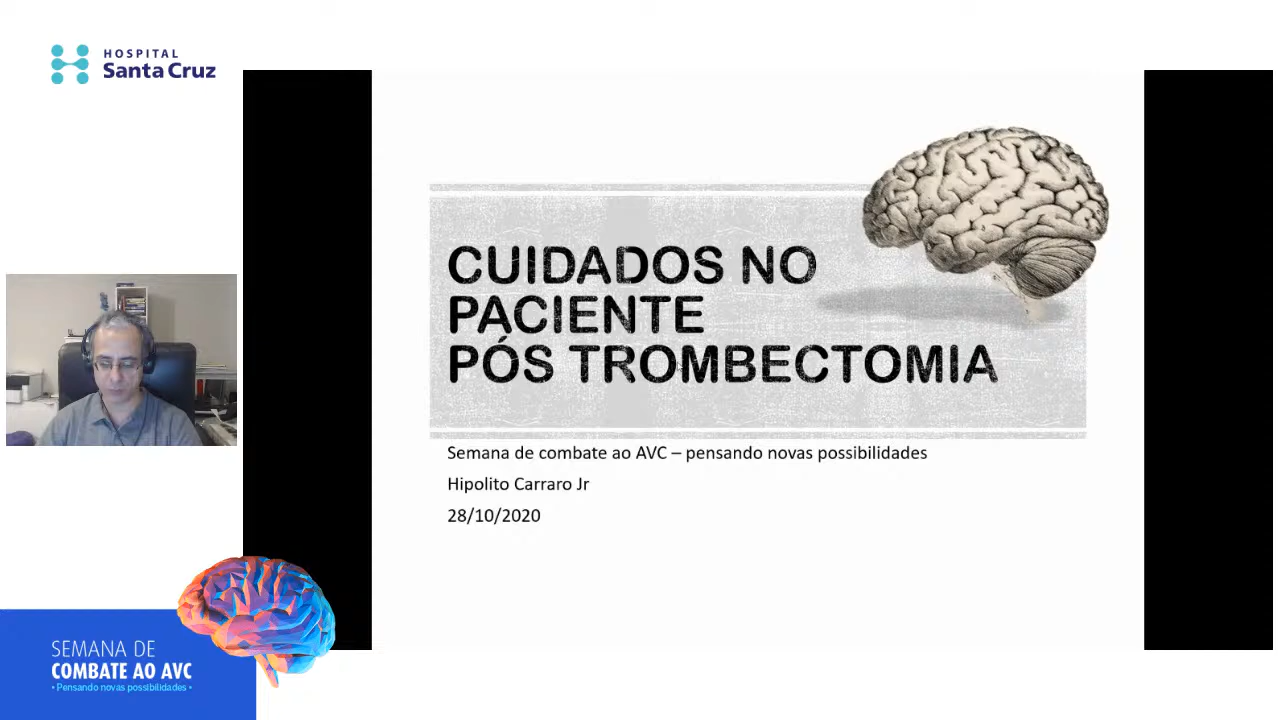 HOSPITAL
Santa Cruz
CUIDADOS NO
PACIENTE
PÓS TROMBECTOMIA
Semana de combate ao AVC – pensando novas possibilidades
Hipolito Carraro Jr
28/10/2020
SEMANA DE
COMBATE AO AVC
• Pensando novas possibilidades •